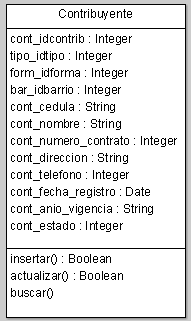 Contribuyente
cont_idcontrib : Integer
tipo_idtipo : Integer
form_idforma : Integer
bar_idbarrio : Integer
cont_cedula : String
cont_nombre : String
cont_numero_contrato : Integer
cont_direccion : String
cont_telefono : Integer
cont_fecha_registro : Date
cont_anio_vigencia : String
cont_estado : Integer
insertar() : Boolean
actualizar() : Boolean
buscar()